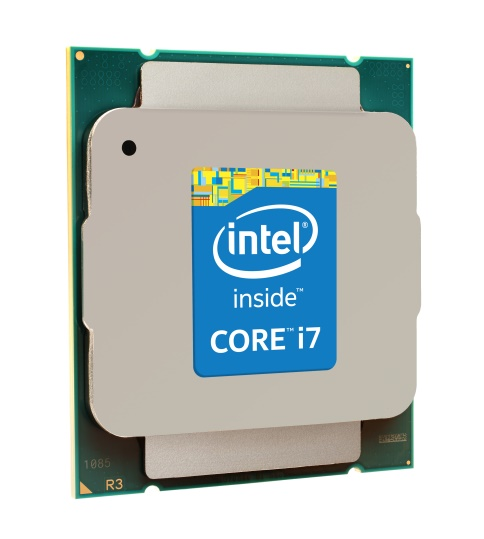 intel®
inside™
CORE™ i7
1085
R3